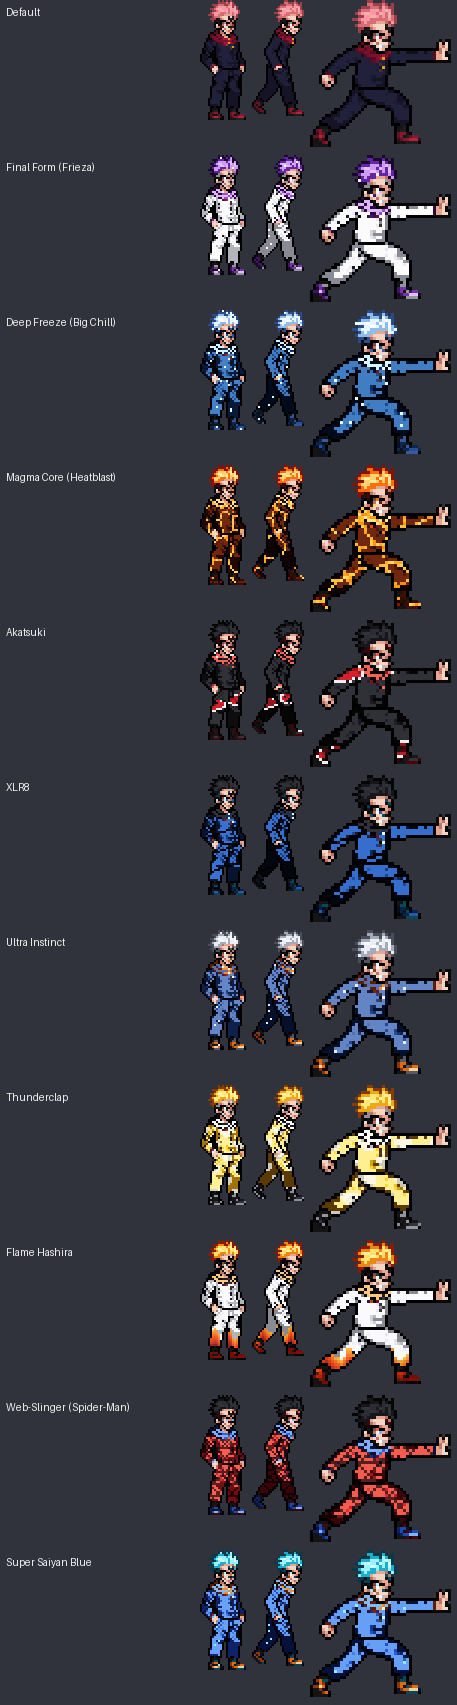 Default
Final Form (Frieza)
Deep Freeze (Big Chill)
Magma Core (Heatblast)
Akatsuki
XLR8
Ultra Instinct
Thunderclap
Flame Hashira
Web-Slinger (Spider-Man)
Super Saiyan Blue